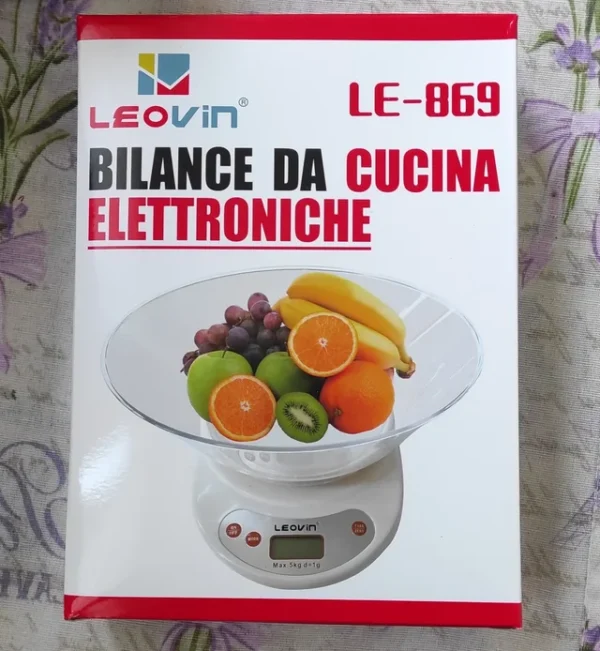 LEOVIN®
LE-869
BILANCE DA CUCINA
ELETTRONICHE
LEOVIN
Max 5kg d=1g